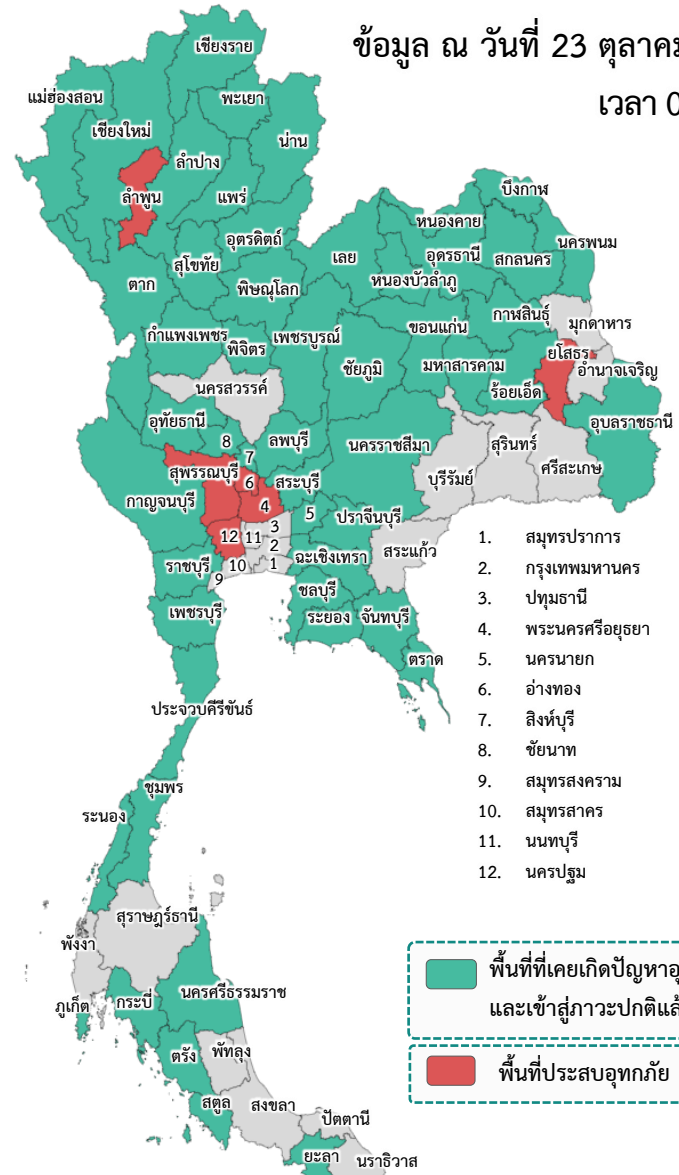 ข้อมูล ณ วันที่ 23 ตุลาคม
เวลา 0
เชียงราย
แม่ฮ่องสอน
พะเยา
เชียงใหม่
น่าน
ลำปาง
ลำพูน
แพร่
บึงกาฬ
หนองคาย
นครพนม
อุตรดิตถ์
เลย
อุดรธานี
สกลนคร
สุโขทัย
ตาก
พิษณุโลก
หนองบัวลำภู
กาฬสินธุ์
มุกดาหาร
กำแพงเพชร
พิจิตร
เพชรบูรณ์
ขอนแก่น
ยโสธร
ชัยภูมิ
มหาสารคาม
อำนาจเจริญ
นครสวรรค์
ร้อยเอ็ด
อุบลราชธานี
อุทัยธานี
8
ลพบุรี
นครราชสีมา
สุรินทร์
7
สุพรรณบุรี
สระบุรี
บุรีรัมย์
ศรีสะเกษ
6
กาญจนบุรี
4
5
ปราจีนบุรี
3
12
11
2
สระแก้ว
ราชบุรี
10
1
ฉะเชิงเทรา
9
ชลบุรี
เพชรบุรี
ระยอง
จันทบุรี
ตราด
ประจวบคีรีขันธ์
ชุมพร
ระนอง
สุราษฎร์ธานี
พังงา
ภูเก็ต
กระบี่
นครศรีธรรมราช
ตรัง
พัทลุง
สตูล
สงขลา
ปัตตานี
ยะลา
นราธิวาส
1. สมุทรปราการ
2. กรุงเทพมหานคร
3. ปทุมธานี
4. พระนครศรีอยุธยา
5. นครนายก
6. อ่างทอง
7. สิงห์บุรี
8. ชัยนาท
9. สมุทรสงคราม
10. สมุทรสาคร
11. นนทบุรี
12. นครปฐม
พื้นที่ที่เคยเกิดปัญหาอุ
และเข้าสู่ภาวะปกติแล้
พื้นที่ประสบอุทกภัย